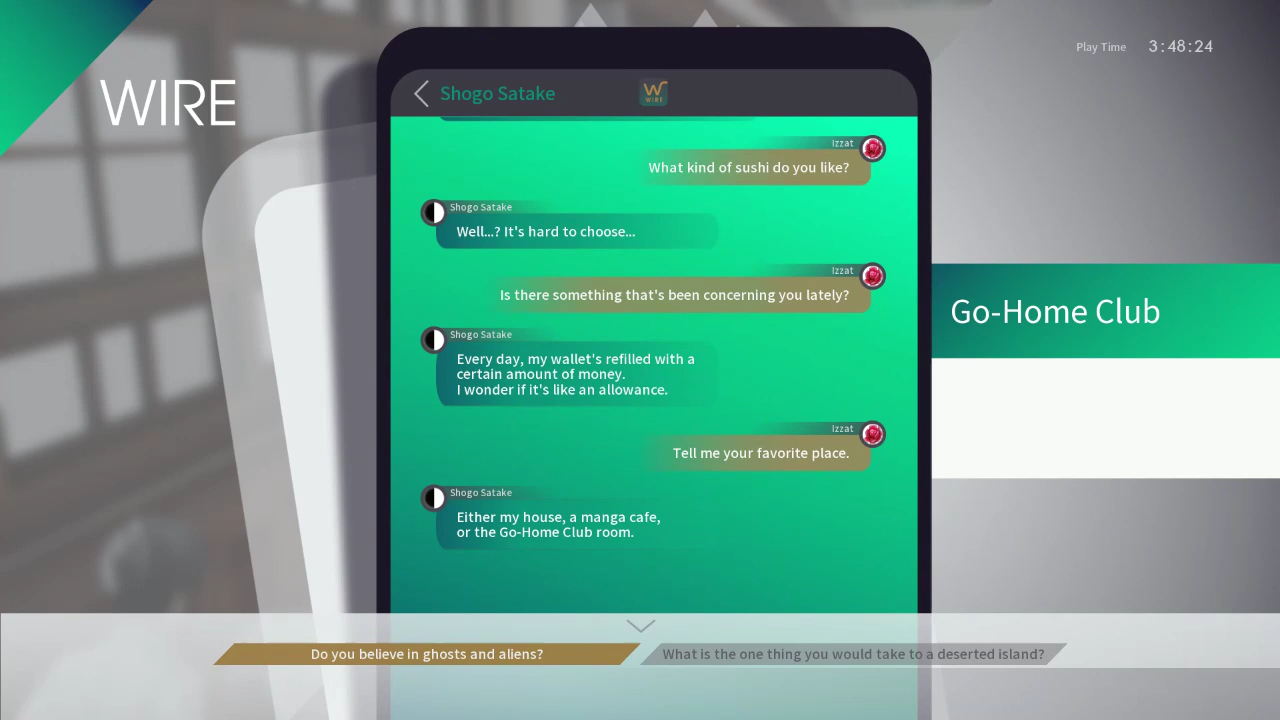 Play Time 3:48:24
WIRE
Shogo Satake
WIRE
Izzat
What kind of sushi do you like?
Shogo Satake
Well...? It's hard to choose...
Izzat
Is there something that's been concerning you lately?
Go-Home Club
Shogo Satake
Every day, my wallet's refilled with a
certain amount of money.
I wonder if it's like an allowance.
Izzat
Tell me your favorite place.
Shogo Satake
Either my house, a manga cafe,
or the Go-Home Club room.
Do you believe in ghosts and aliens?
What is the one thing you would take to a deserted island?